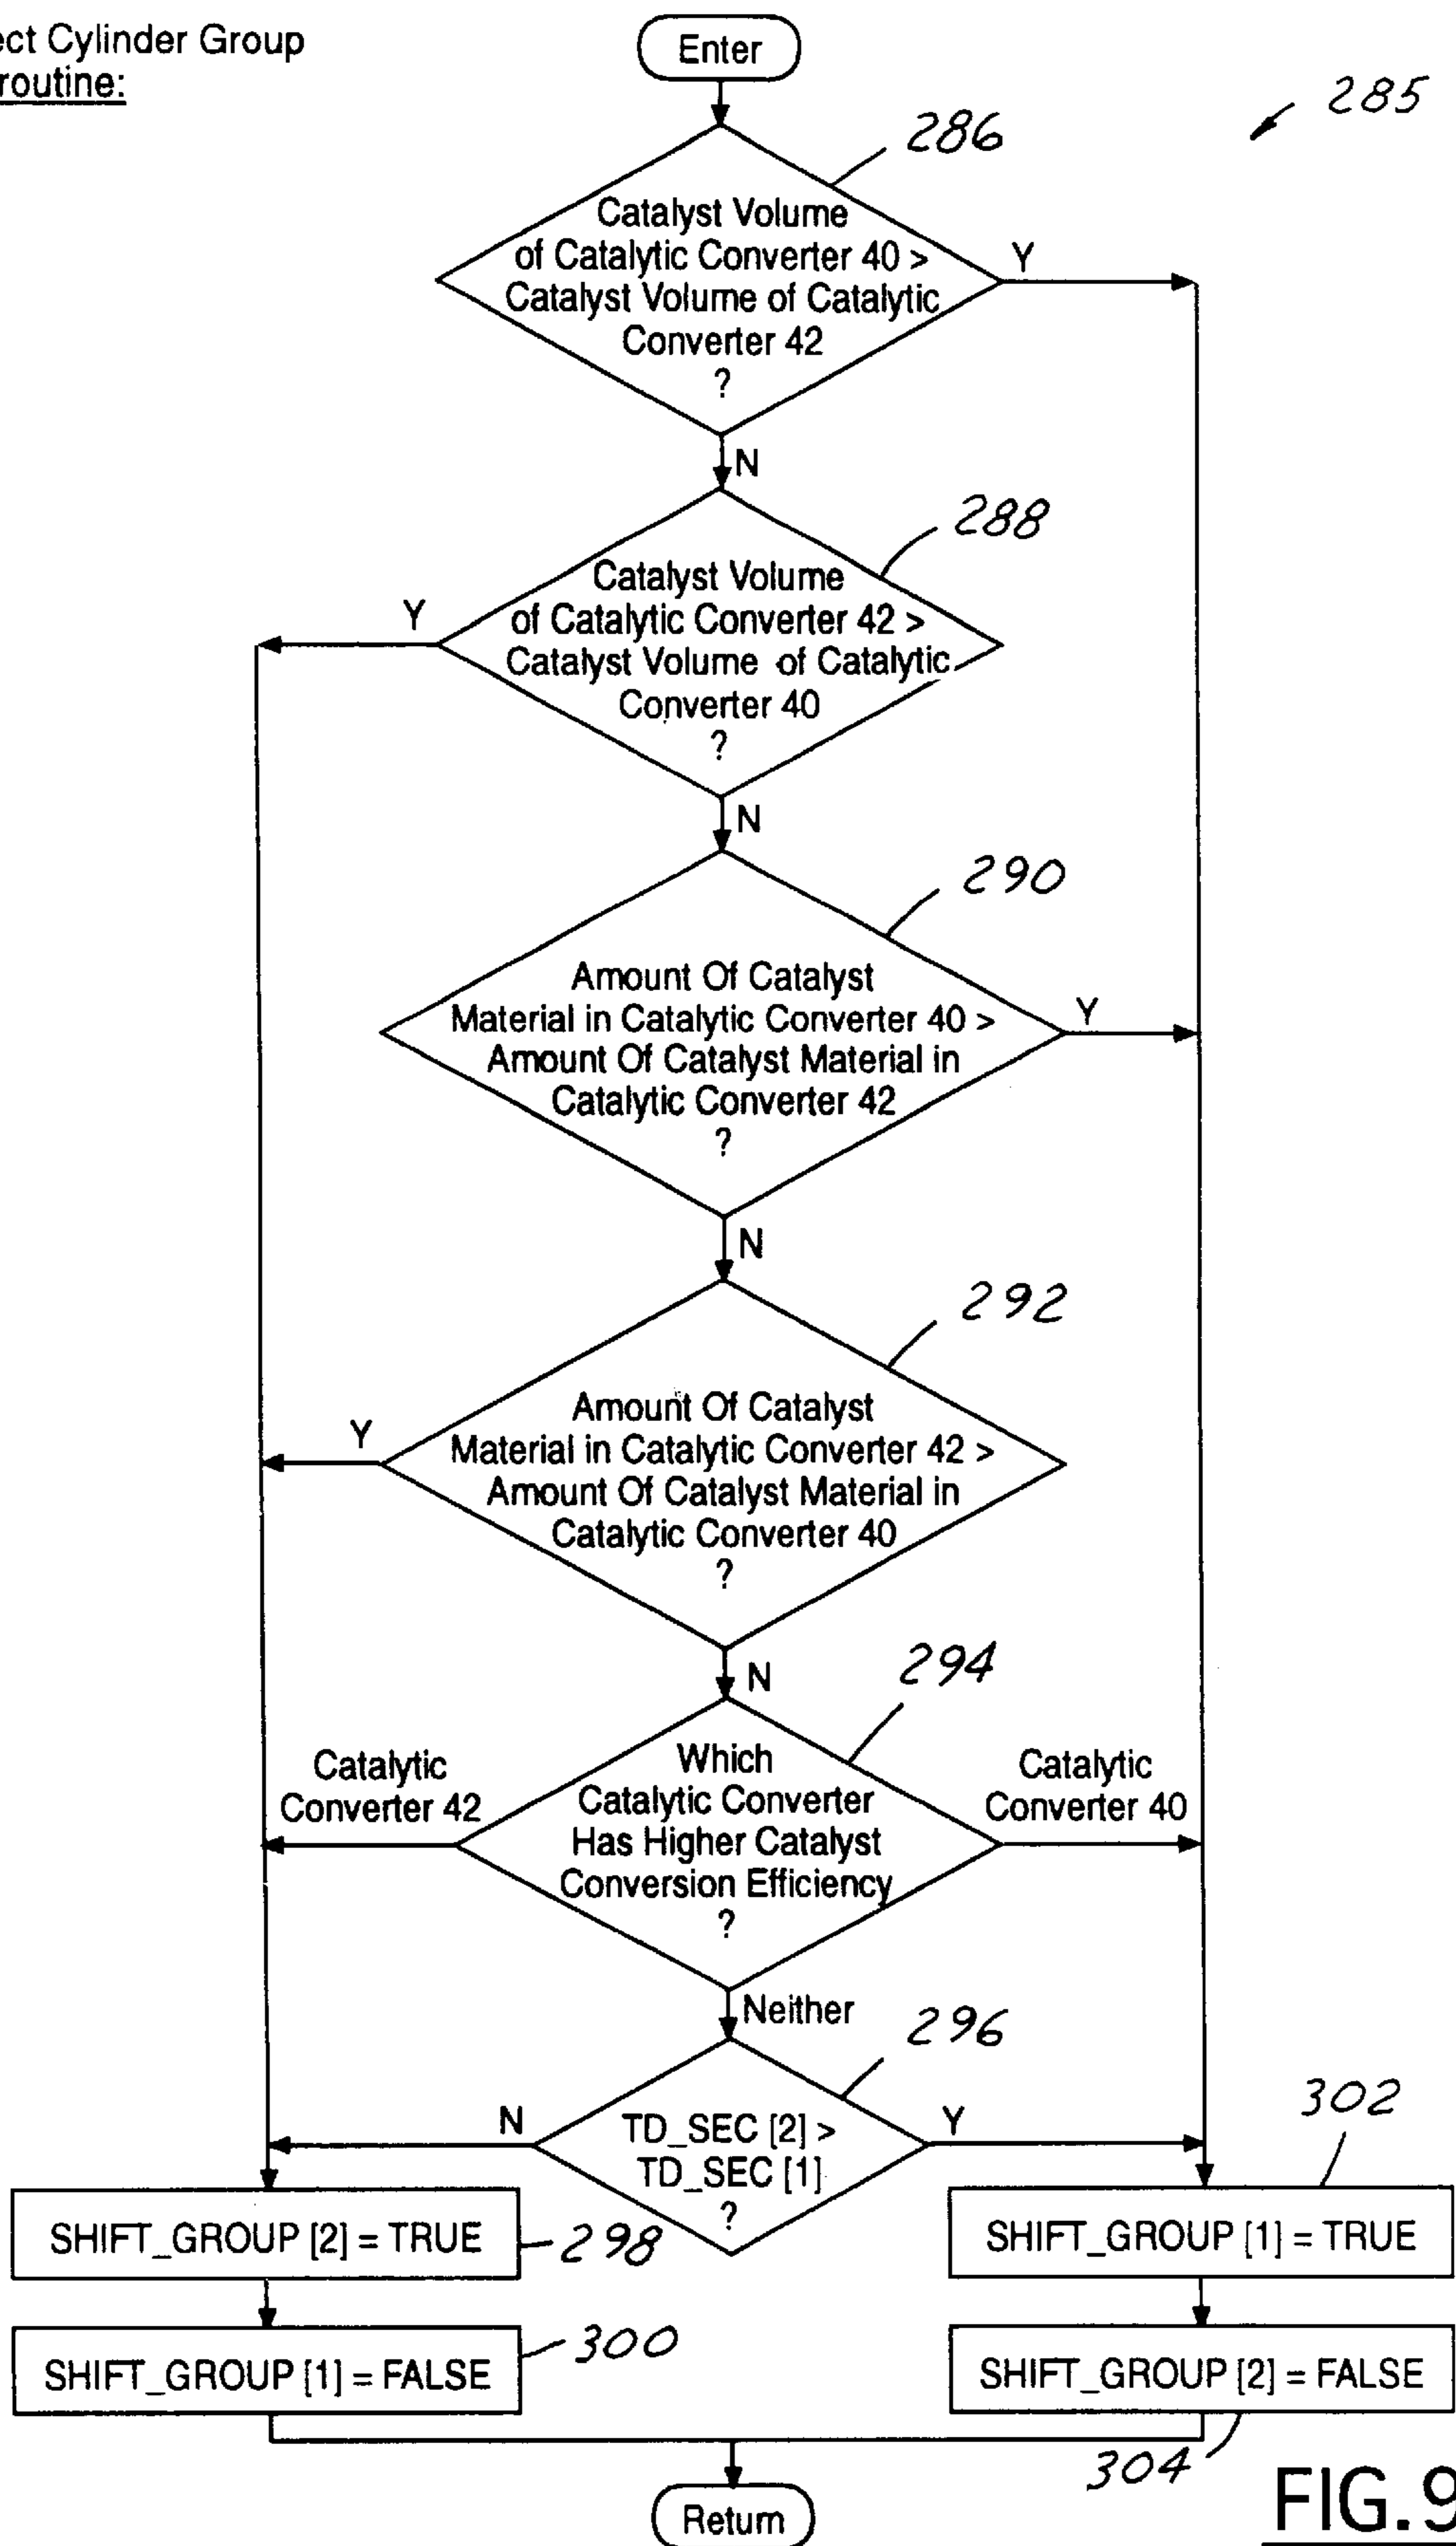 ect Cylinder Group
routine:
Enter
285
286
Catalyst Volume
of Catalytic Converter 40 >
Catalyst Volume of Catalytic
Converter 42
?
Y
N
288
Catalyst Volume
of Catalytic Converter 42 >
Catalyst Volume of Catalytic
Converter 40
?
Y
N
290
Amount Of Catalyst
Material in Catalytic Converter 40 >
Amount Of Catalyst Material in
Catalytic Converter 42
?
Y
N
292
Amount Of Catalyst
Material in Catalytic Converter 42 >
Amount Of Catalyst Material in
Catalytic Converter 40
?
Y
N
294
Catalytic
Converter 42
Which
Catalytic Converter
Has Higher Catalyst
Conversion Efficiency
?
Catalytic
Converter 40
Neither
296
N
TD_SEC [2] >
TD_SEC [1]
?
Y
302
SHIFT_GROUP [2] = TRUE
298
SHIFT_GROUP [1] = TRUE
SHIFT_GROUP [1] = FALSE
300
SHIFT_GROUP [2] = FALSE
304
Return
FIG.9